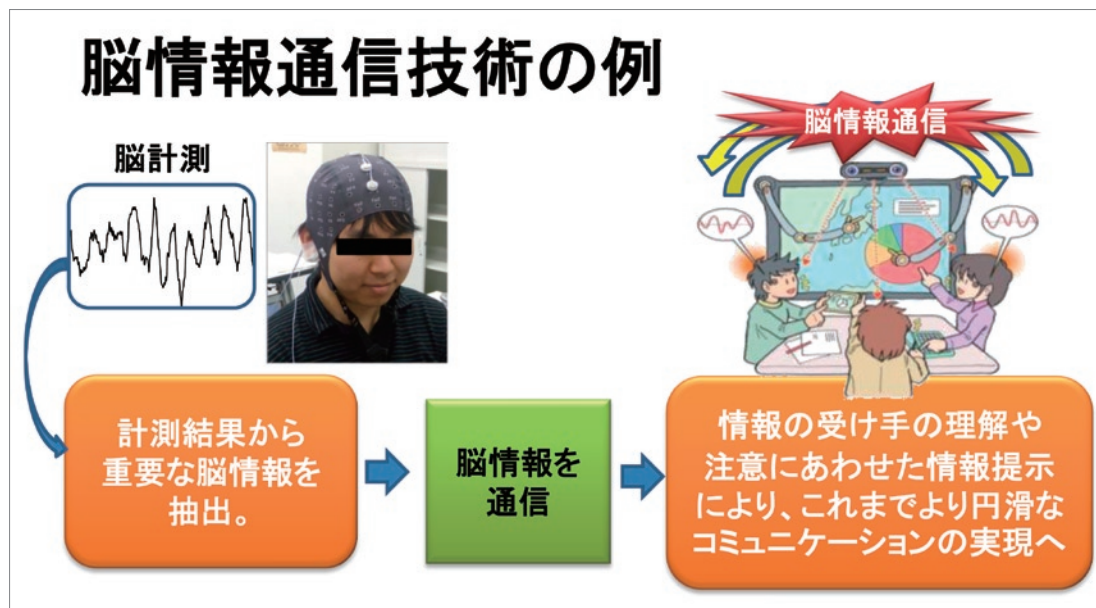 脳情報通信技術の例
脳情報通信
脳計測
計測結果から
重要な脳情報を
抽出。
脳情報を
通信
情報の受け手の理解や
注意にあわせた情報提示
により、これまでより円滑な
コミュニケーションの実現へ